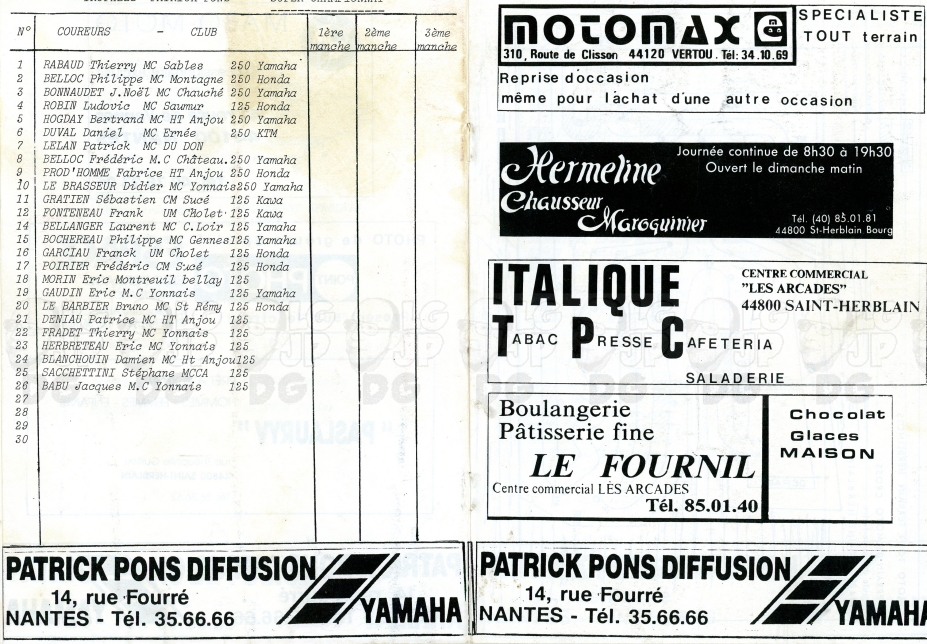 PATRICK PONS SUPER CHAMPIONNAT
N° COUREURS - CLUB 1ère manche 2ème manche 3ème manche
1 RABAUD Thierry MC Sables 250 Yamaha
2 BELLOC Philippe MC Montagne 250 Honda
3 BONNAUDET J.Noël MC Chauché 250 Yamaha
4 ROBIN Ludovic MC Saumur 125 Honda
5 HOGDAY Bertrand MC HT Anjou 250 Yamaha
6 DUVAL Daniel MC Ernée 250 KTM
7 LELAN Patrick MC DU DON
8 BELLOC Frédéric M.C Château.250 Yamaha
9 PROD'HOMME Fabrice HT Anjou 250 Honda
10 LE BRASSEUR Didier MC Yonnais250 Yamaha
11 GRATIEN Sébastien CM Sucé 125 Kawa
12 FONTENEAU Frank UM CHolet 125 Kawa
14 BELLANGER Laurent MC C.Loir 125 Yamaha
15 BOCHEREAU Philippe MC Gennes125 Yamaha
16 GARCIAU Franck UM Cholet 125 Honda
17 POIRIER Frédéric CM Sucé 125 Honda
18 MORIN Eric Montreuil bellay 125
19 GAUDIN Eric M.C Yonnais 125 Yamaha
20 LE BARBIER Bruno MC St Rémy 125 Honda
21 DENIAU Patrice MC HT Anjou 125
22 FRADET Thierry MC Yonnais 125
23 HERBRETEAU Eric MC Yonnais 125
24 BLANCHOUIN Damien MC Ht Anjou125
25 SACCHETTINI Stéphane MCCA 125
26 BABU Jacques M.C Yonnais 125
27
28
29
30
PATRICK PONS DIFFUSION
14, rue Fourré
NANTES - Tél. 35.66.66
YAMAHA
MOTOMAX
310, Route de Clisson 44120 VERTOU. Tél: 34.10.69
SPECIALISTE
TOUT terrain
Reprise d'occasion
même pour làchat d'une autre occasion
Hermeline
Chausseur
Maroquinier
Journée continue de 8h30 à 19h30
Ouvert le dimanche matin
Tél. (40) 85.01.81
44800 St-Herblain Bourg
ITALIQUE
TABAC PRESSE CAFETERIA
SALADERIE
CENTRE COMMERCIAL
"LES ARCADES"
44800 SAINT-HERBLAIN
Boulangerie
Pâtisserie fine
LE FOURNIL
Centre commercial LES ARCADES
Tél. 85.01.40
Chocolat
Glaces
MAISON
PATRICK PONS DIFFUSION
14, rue Fourré
NANTES - Tél. 35.66.66
YAMAHA